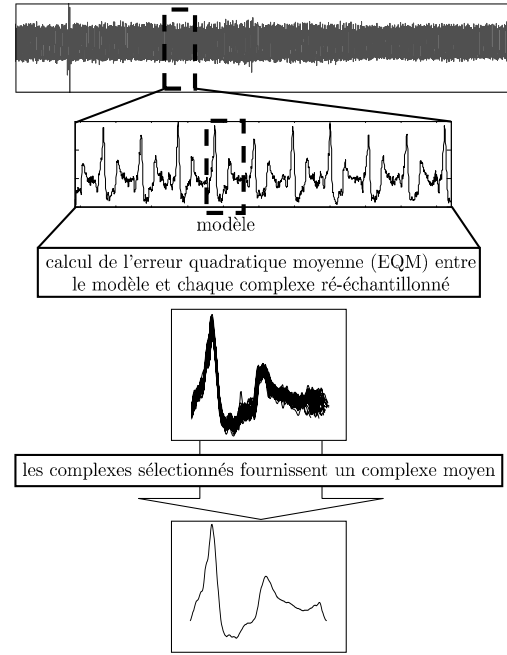 modèle
calcul de l'erreur quadratique moyenne (EQM) entre
le modèle et chaque complexe ré-échantillonné
les complexes sélectionnés fournissent un complexe moyen